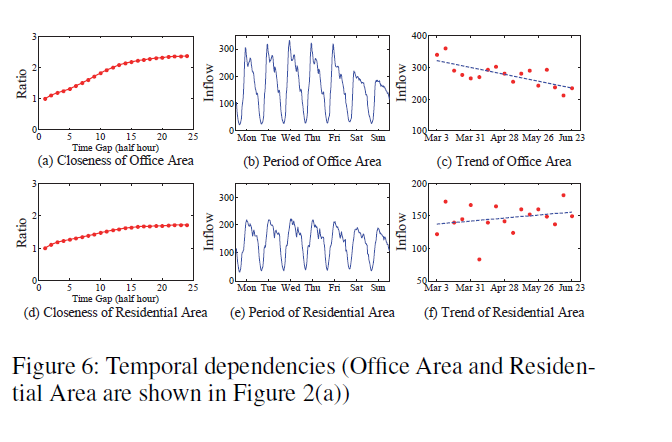 3
2
1
0
Ratio
0 5 10 15 20 25
Time Gap (half hour)
(a) Closeness of Office Area
300
200
100
0
Inflow
Mon Tue Wed Thu Fri Sat Sun
(b) Period of Office Area
400
300
200
100
Inflow
Mar 3 Mar 31 Apr 28 May 26 Jun 23
(c) Trend of Office Area
3
2
1
0
Ratio
0 5 10 15 20 25
Time Gap (half hour)
(d) Closeness of Residential Area
300
200
100
0
Inflow
Mon Tue Wed Thu Fri Sat Sun
(e) Period of Residential Area
200
150
100
50
Inflow
Mar 3 Mar 31 Apr 28 May 26 Jun 23
(f) Trend of Residential Area
Figure 6: Temporal dependencies (Office Area and Residen-
tial Area are shown in Figure 2(a))